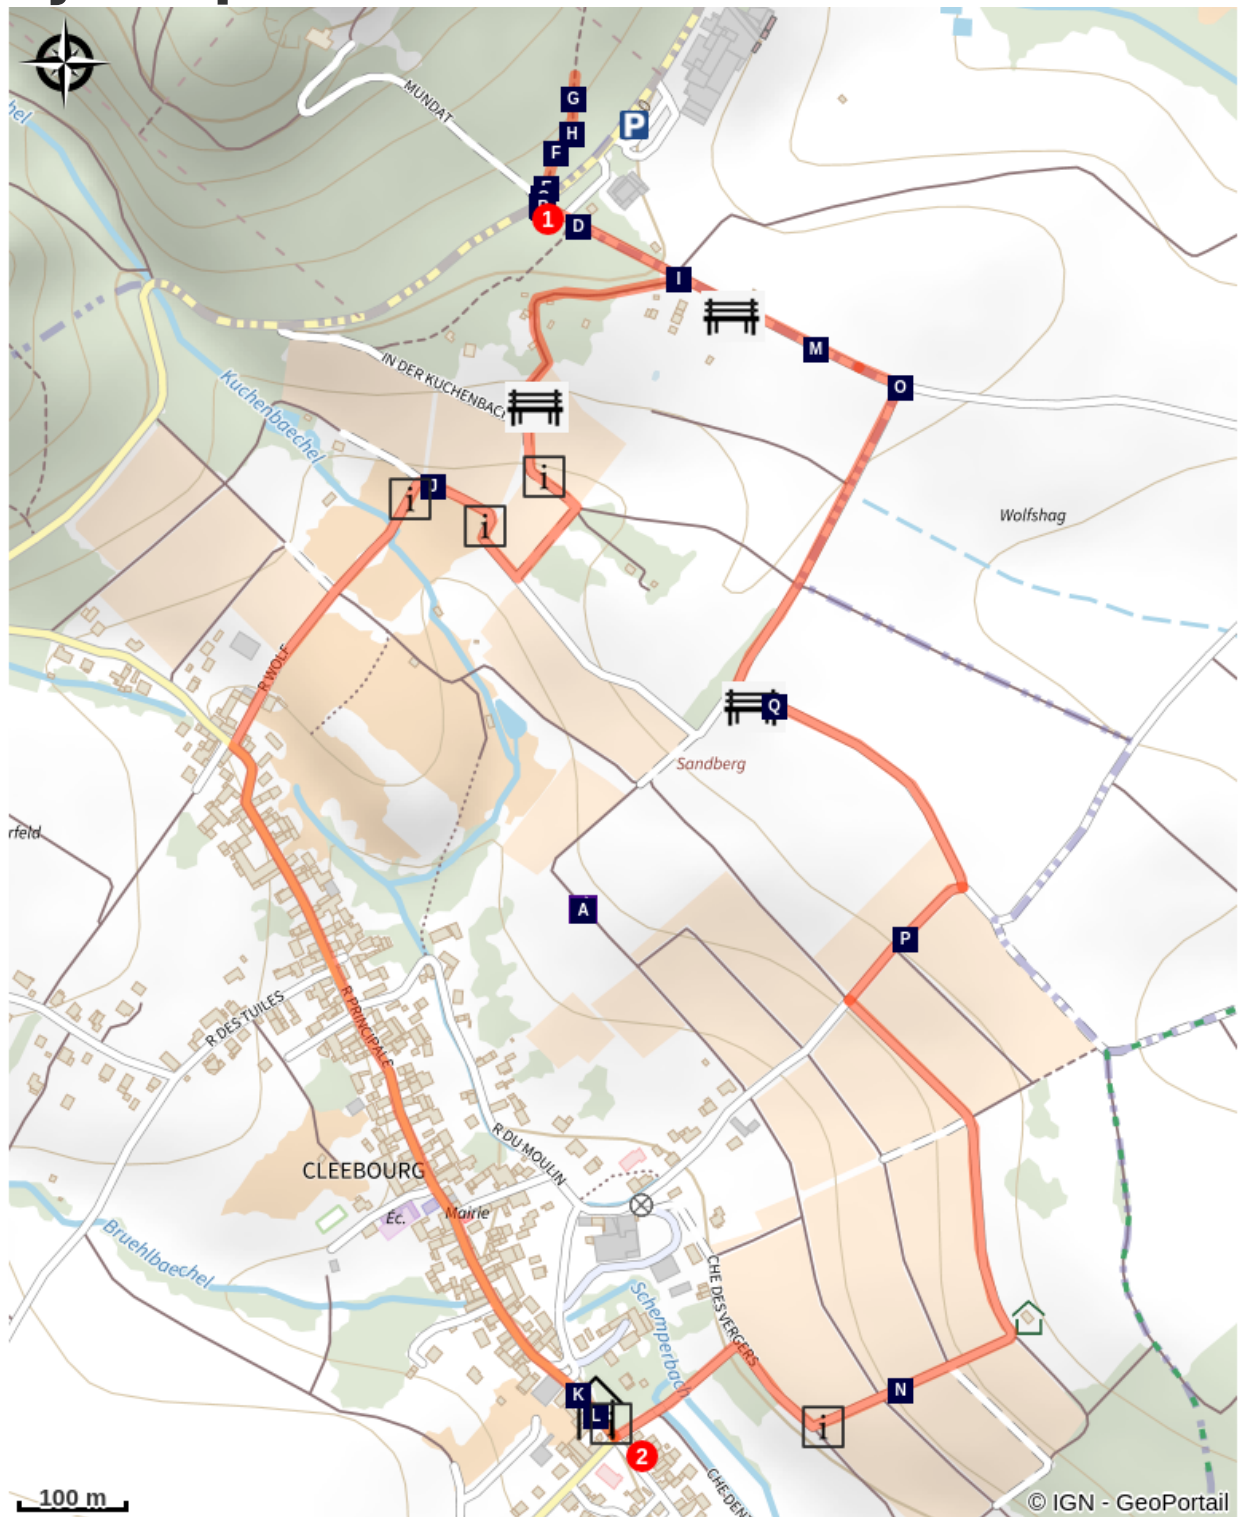 MUNDAT
G
P
H
F
1
D
I
M
O
IN DER KUCHENBACH
Kuchenbaechel
J
i
i
i
Wolfshag
R WOLF
Q
Sandberg
A
P
R DES TUILES
R PRINCIPALE
CLEEBOURG
R DU MOULIN
Éc.
Mairie
Bruehlbaechel
Schemperbach
CHE DES VERGERS
K
L
N
i
2
100 m
© IGN - GeoPortail